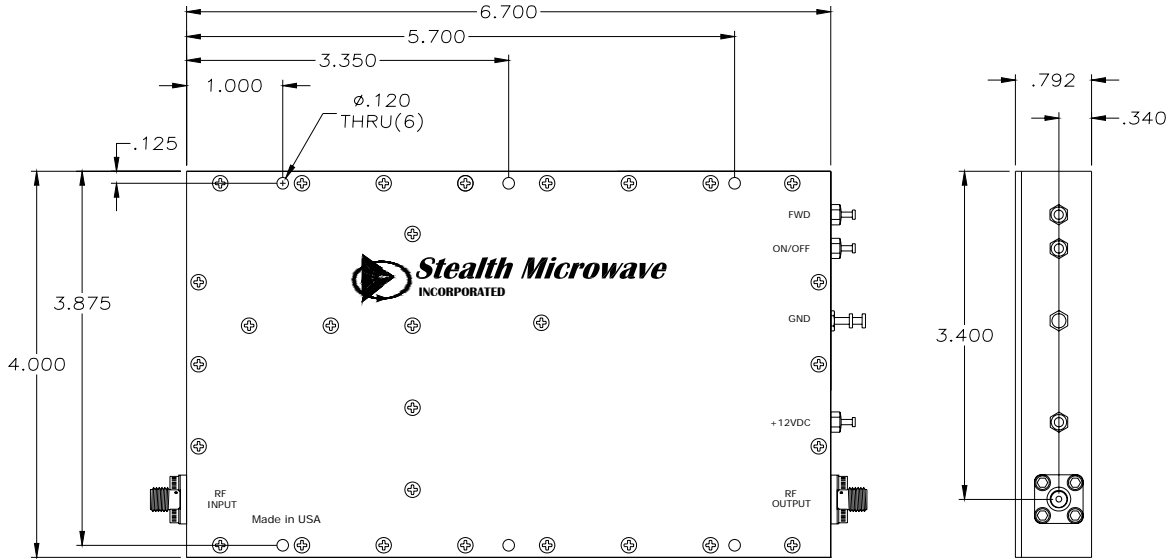 6.700
5.700
3.350
1.000
ø.120
THRU(6)
.125
3.875
4.000
FWD
ON/OFF
GND
+12VDC
Stealth Microwave
INCORPORATED
RF
INPUT
Made in USA
RF
OUTPUT
.792
.340
3.400